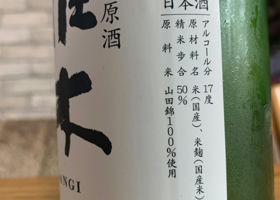 日本酒
アルコール分 17度
原材料名 米(国産)、米麹(国産米)
精米歩合 50%
原料米 山田錦100%使用
原酒
木
ANGI